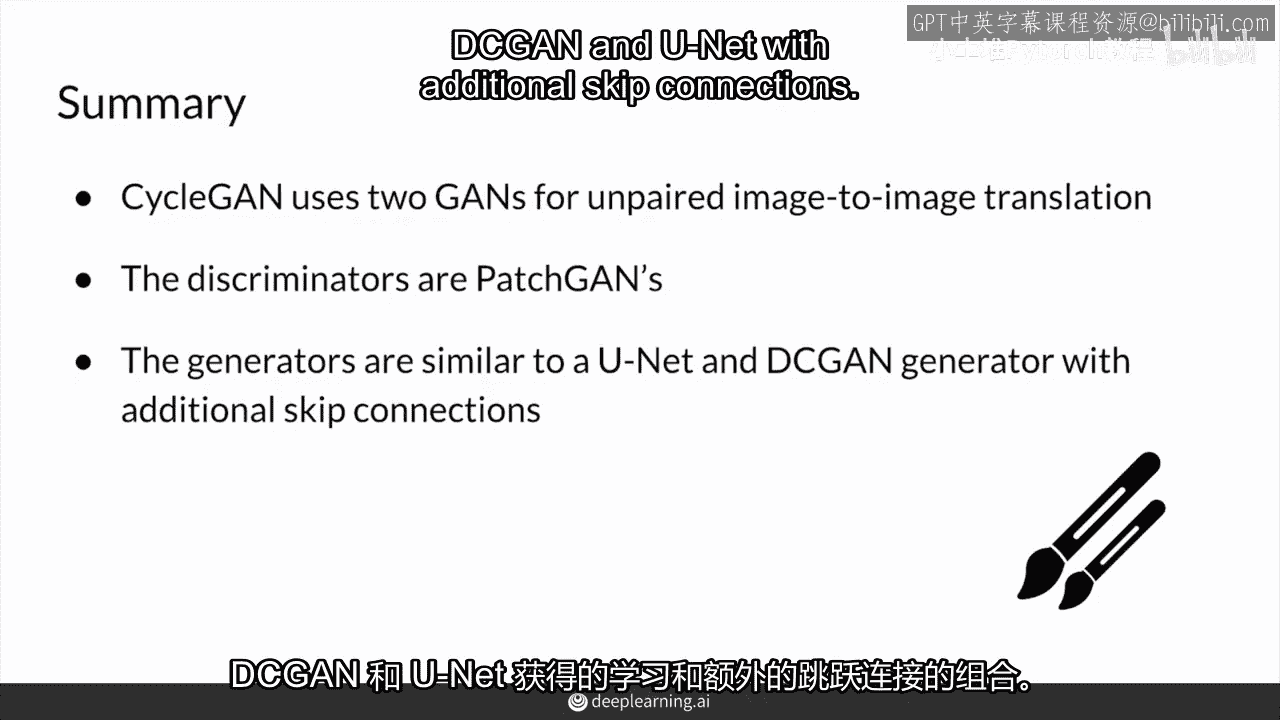 GPT中英字幕课程资源@bilibili.com
DCGAN and U-Net with
additional skip connections.
Summary
● CycleGAN uses two GANs for unpaired image-to-image translation
● The discriminators are PatchGAN’s
● The generators are similar to a U-Net and DCGAN generator with
additional skip connections
DCGAN 和 U-Net 获得的学习和额外的跳跃连接的组合。
deeplearning.ai